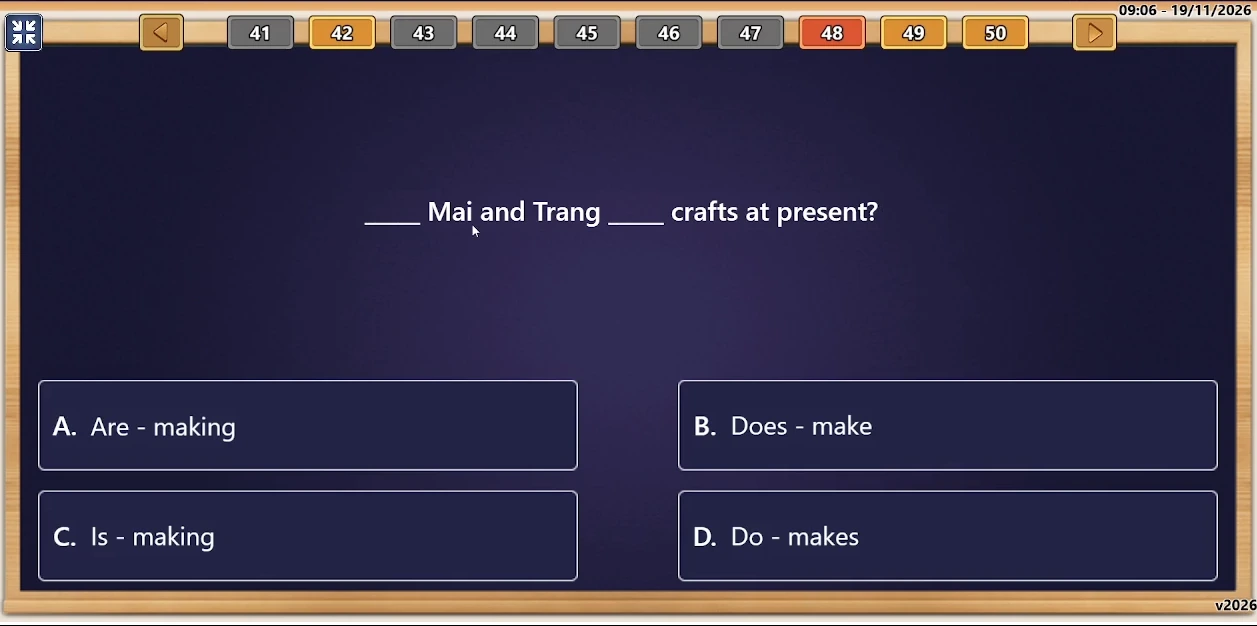 09:06 - 19/11/2026
41 42 43 44 45 46 47 48 49 50
_____ Mai and Trang _____ crafts at present?
A. Are - making
B. Does - make
C. Is - making
D. Do - makes
v2026